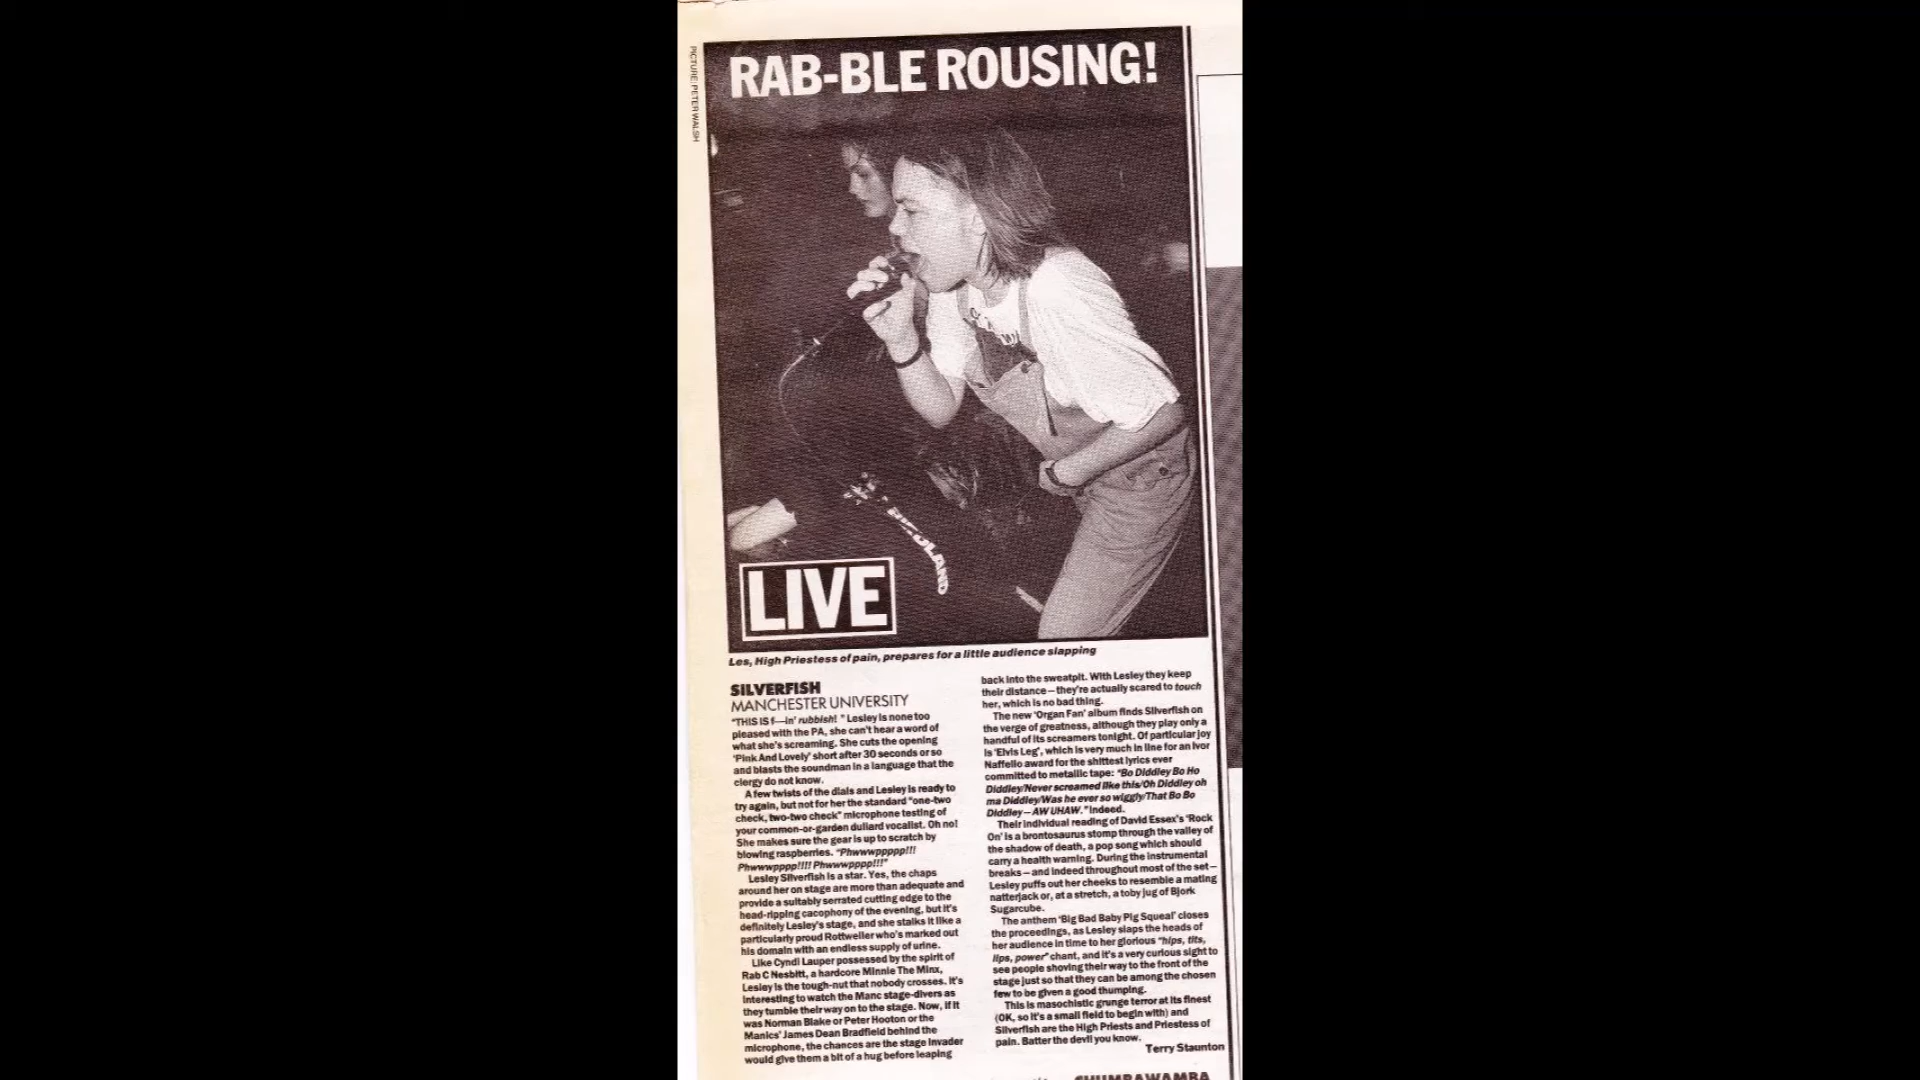 PICTURE: PETER WALSH
RAB-BLE ROUSING!
LIVE
Les, High Priestess of pain, prepares for a little audience slapping
SILVERFISH
MANCHESTER UNIVERSITY
"THIS IS f—in' rubbish! " Lesley is none too
pleased with the PA, she can't hear a word of
what she's screaming. She cuts the opening
'Pink And Lovely' short after 30 seconds or so
and blasts the soundman in a language that the
clergy do not know.
A few twists of the dials and Lesley is ready to
try again, but not for her the standard "one-two
check, two-two check" microphone testing of
your common-or-garden dullard vocalist. Oh no!
She makes sure the gear is up to scratch by
blowing raspberries. "Phwwwppppp!!!
Phwwwpppp!!!! Phwwwpppp!!!"
Lesley Silverfish is a star. Yes, the chaps
around her on stage are more than adequate and
provide a suitably serrated cutting edge to the
head-ripping cacophony of the evening, but it's
definitely Lesley's stage, and she stalks it like a
particularly proud Rottweiler who's marked out
his domain with an endless supply of urine.
Like Cyndi Lauper possessed by the spirit of
Rab C Nesbitt, a hardcore Minnie The Minx,
Lesley is the tough-nut that nobody crosses. It's
interesting to watch the Manc stage-divers as
they tumble their way on to the stage. Now, if it
was Norman Blake or Peter Hooton or the
Manics' James Dean Bradfield behind the
microphone, the chances are the stage invader
would give them a bit of a hug before leaping
back into the sweatpit. With Lesley they keep
their distance – they're actually scared to touch
her, which is no bad thing.
The new 'Organ Fan' album finds Silverfish on
the verge of greatness, although they play only a
handful of its screamers tonight. Of particular joy
is 'Elvis Leg', which is very much in line for an Ivor
Naffello award for the shittest lyrics ever
committed to metallic tape: "Bo Diddley Bo Ho
Diddley/Never screamed like this/Oh Diddley oh
ma Diddley/Was he ever so wiggly/That Bo Bo
Diddley – AW UHAW." Indeed.
Their individual reading of David Essex's 'Rock
On' is a brontosaurus stomp through the valley of
the shadow of death, a pop song which should
carry a health warning. During the instrumental
breaks – and indeed throughout most of the set –
Lesley puffs out her cheeks to resemble a mating
natterjack or, at a stretch, a toby jug of Bjork
Sugarcube.
The anthem 'Big Bad Baby Pig Squeal' closes
the proceedings, as Lesley slaps the heads of
her audience in time to her glorious "hips, tits,
lips, power" chant, and it's a very curious sight to
see people shoving their way to the front of the
stage just so that they can be among the chosen
few to be given a good thumping.
This is masochistic grunge terror at its finest
(OK, so it's a small field to begin with) and
Silverfish are the High Priests and Priestess of
pain. Batter the devil you know.
Terry Staunton
CHUMBAWAMBA